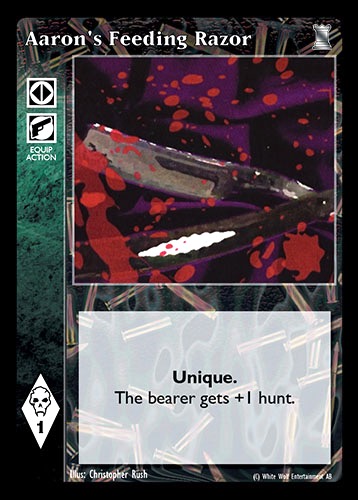 Aaron's Feeding Razor
EQUIP
ACTION
Unique.
The bearer gets +1 hunt.
1
Illus: Christopher Rush
(C) White Wolf Entertainment AB